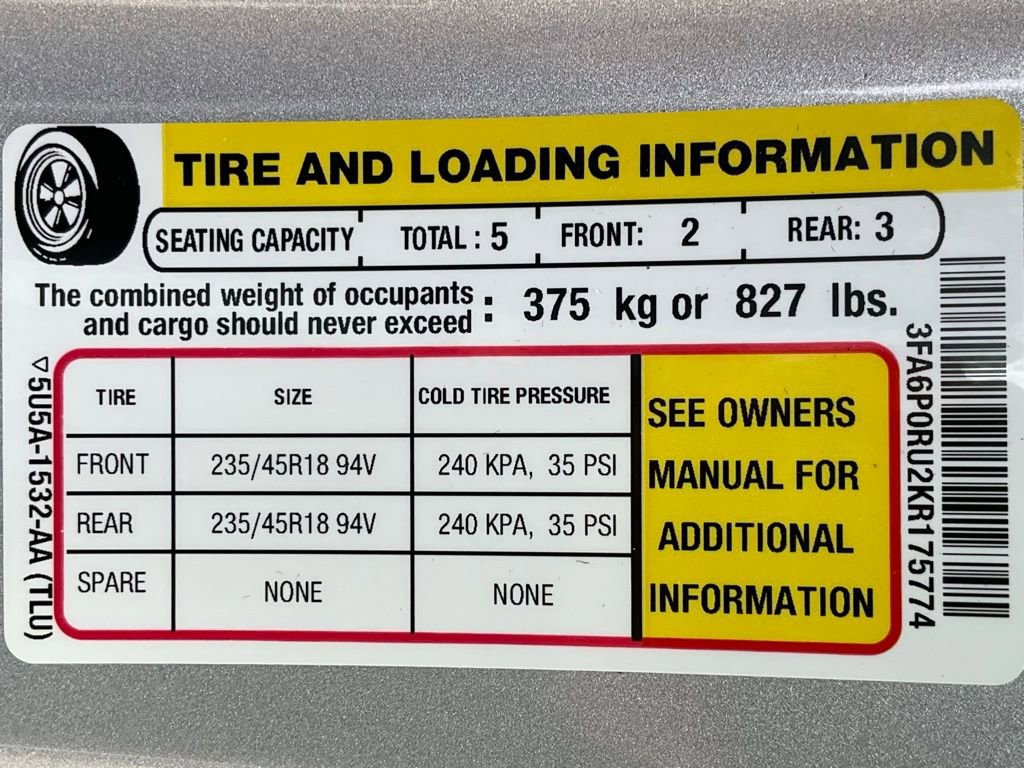 TIRE AND LOADING INFORMATION
SEATING CAPACITY TOTAL : 5 FRONT: 2 REAR: 3
The combined weight of occupants
and cargo should never exceed : 375 kg or 827 lbs.
TIRE SIZE COLD TIRE PRESSURE
FRONT 235/45R18 94V 240 KPA, 35 PSI
REAR 235/45R18 94V 240 KPA, 35 PSI
SPARE NONE NONE
SEE OWNERS
MANUAL FOR
ADDITIONAL
INFORMATION
5U5A-1532-AA (TLU)
3FA6P0RU2KR175774